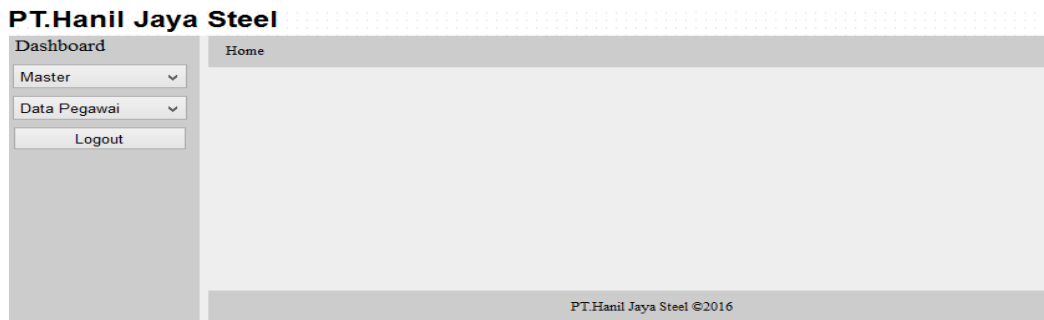 PT.Hanil Jaya Steel
Dashboard
Home
Master
Data Pegawai
Logout
PT.Hanil Jaya Steel ©2016